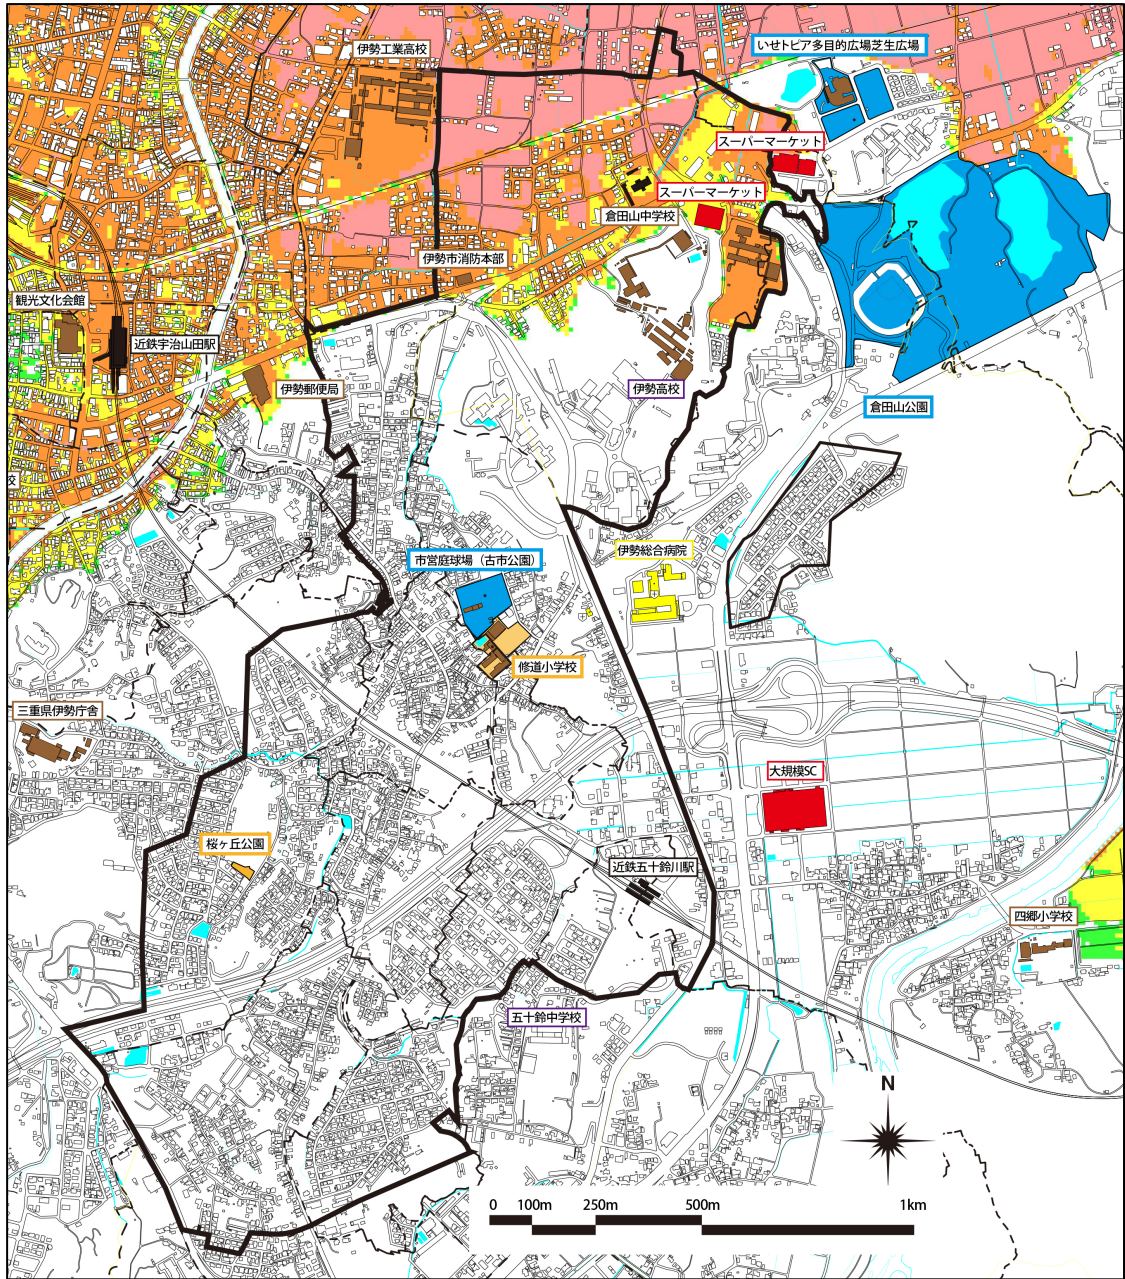 伊勢工業高校
いせトピア多目的広場芝生広場
スーパーマーケット
スーパーマーケット
倉田山中学校
伊勢市消防本部
観光文化会館
近鉄宇治山田駅
伊勢郵便局
伊勢高校
倉田山公園
校
市営庭球場（古市公園）
伊勢総合病院
修道小学校
三重県伊勢庁舎
大規模SC
桜ヶ丘公園
近鉄五十鈴川駅
四郷小学校
五十鈴中学校
N
0 100m 250m 500m 1km